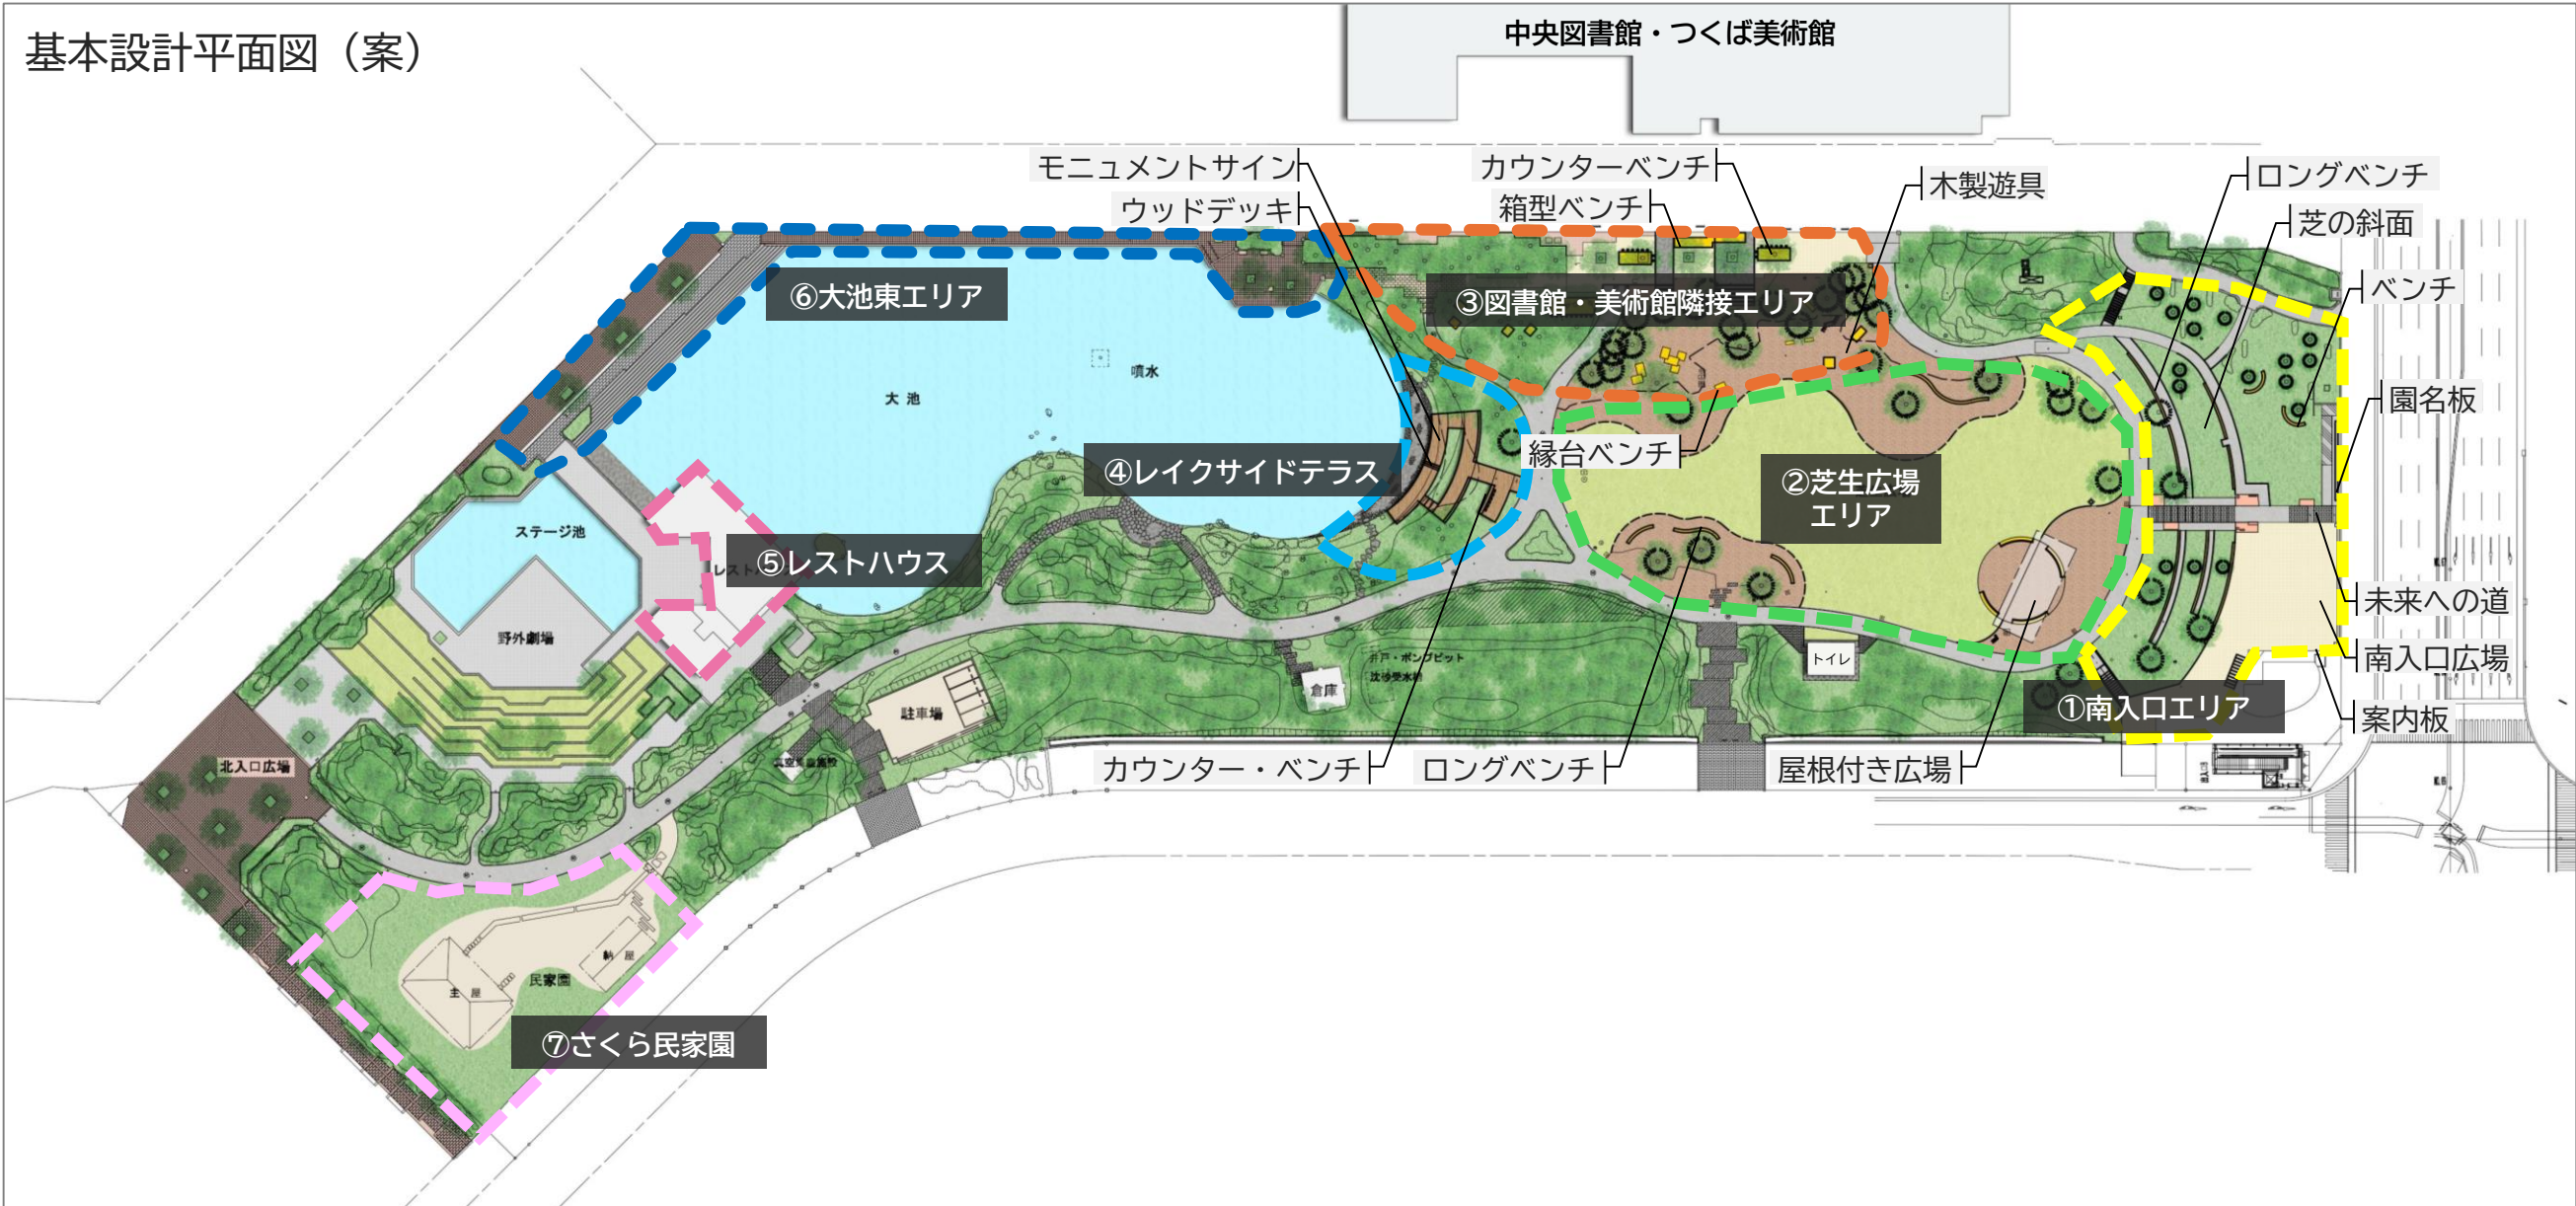 基本設計平面図（案）
中央図書館・つくば美術館
モニュメントサイン
ウッドデッキ
カウンターベンチ
箱型ベンチ
木製遊具
ロングベンチ
芝の斜面
ベンチ
⑥大池東エリア
③図書館・美術館隣接エリア
噴水
大 池
園名板
縁台ベンチ
④レイクサイドテラス
②芝生広場
エリア
ステージ池
⑤レストハウス
野外劇場
未来への道
南入口広場
案内板
トイレ
井戸・ポンプピット
倉庫
駐車場
①南入口エリア
カウンター・ベンチ
ロングベンチ
屋根付き広場
北入口広場
主 屋
納 屋
民家園
⑦さくら民家園